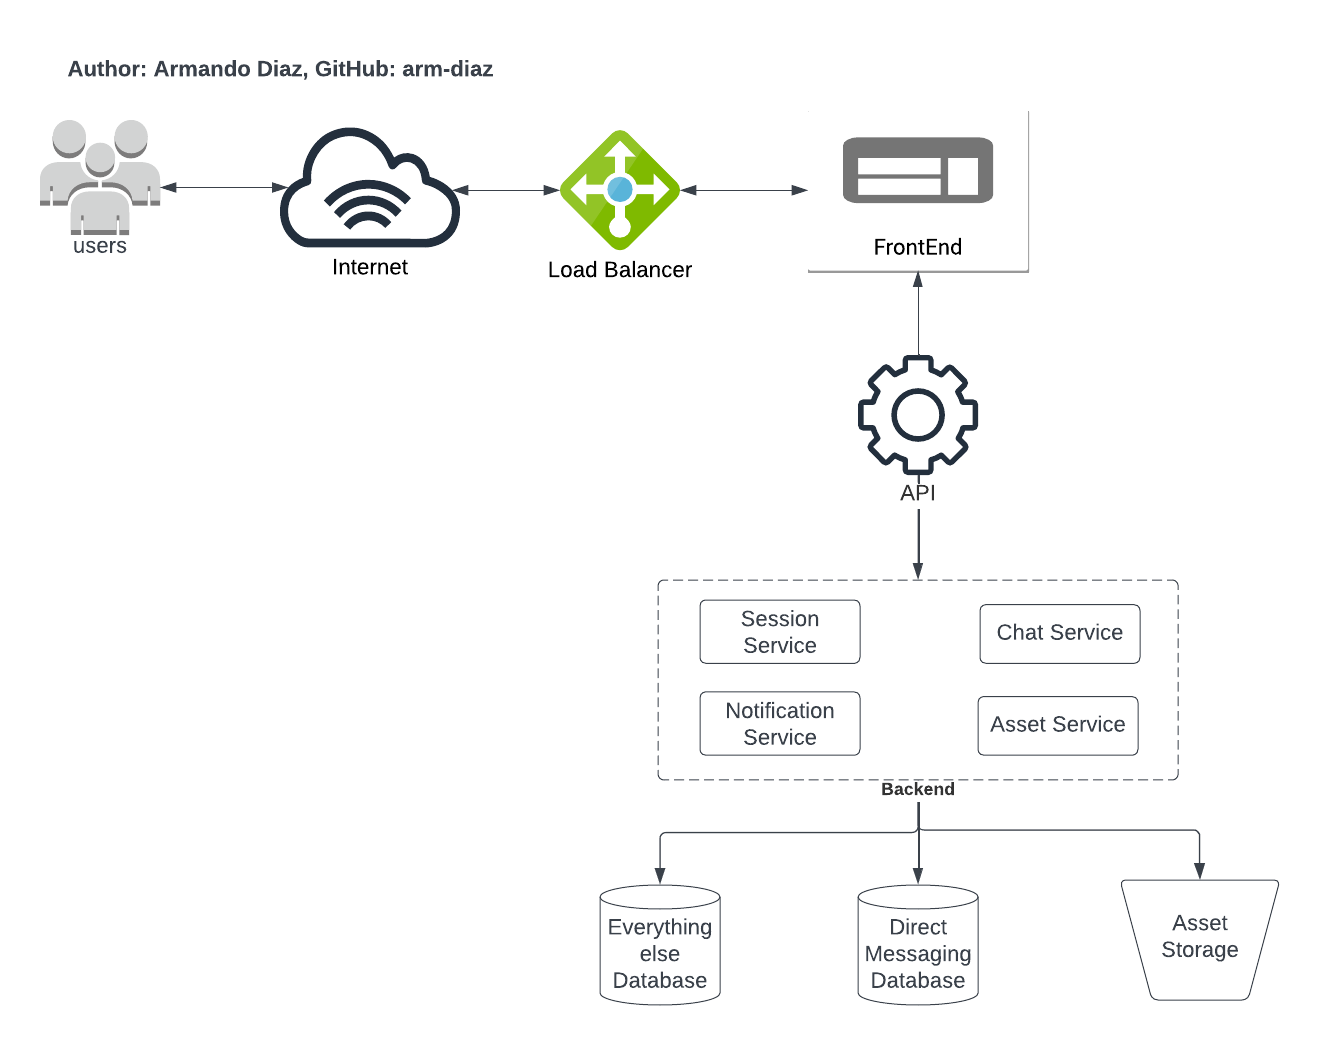 Author: Armando Diaz, GitHub: arm-diaz
users
Internet
Load Balancer
FrontEnd
API
Session
Service
Chat Service
Notification
Service
Asset Service
Backend
Everything
else
Database
Direct
Messaging
Database
Asset
Storage